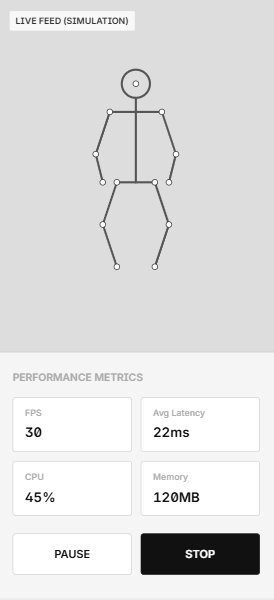 LIVE FEED (SIMULATION)
PERFORMANCE METRICS
FPS
30
Avg Latency
22ms
CPU
45%
Memory
120MB
PAUSE
STOP